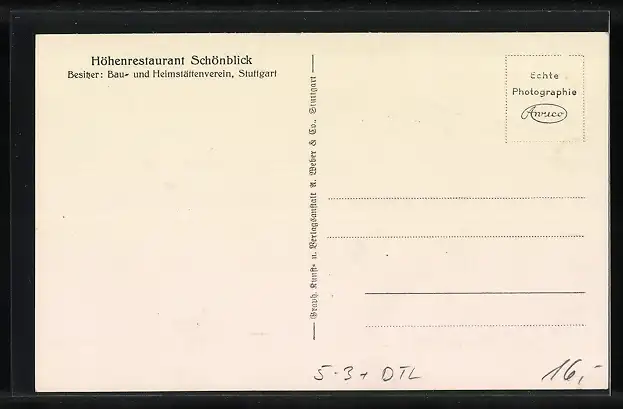 Höhenrestaurant Schönblick
Besitzer: Bau- und Heimstättenverein, Stuttgart
Graph. Kunst- u. Verlagsanstalt A. Weber & Co., Stuttgart
Echte
Photographie
Awuco
5-3+ DTL
16,-